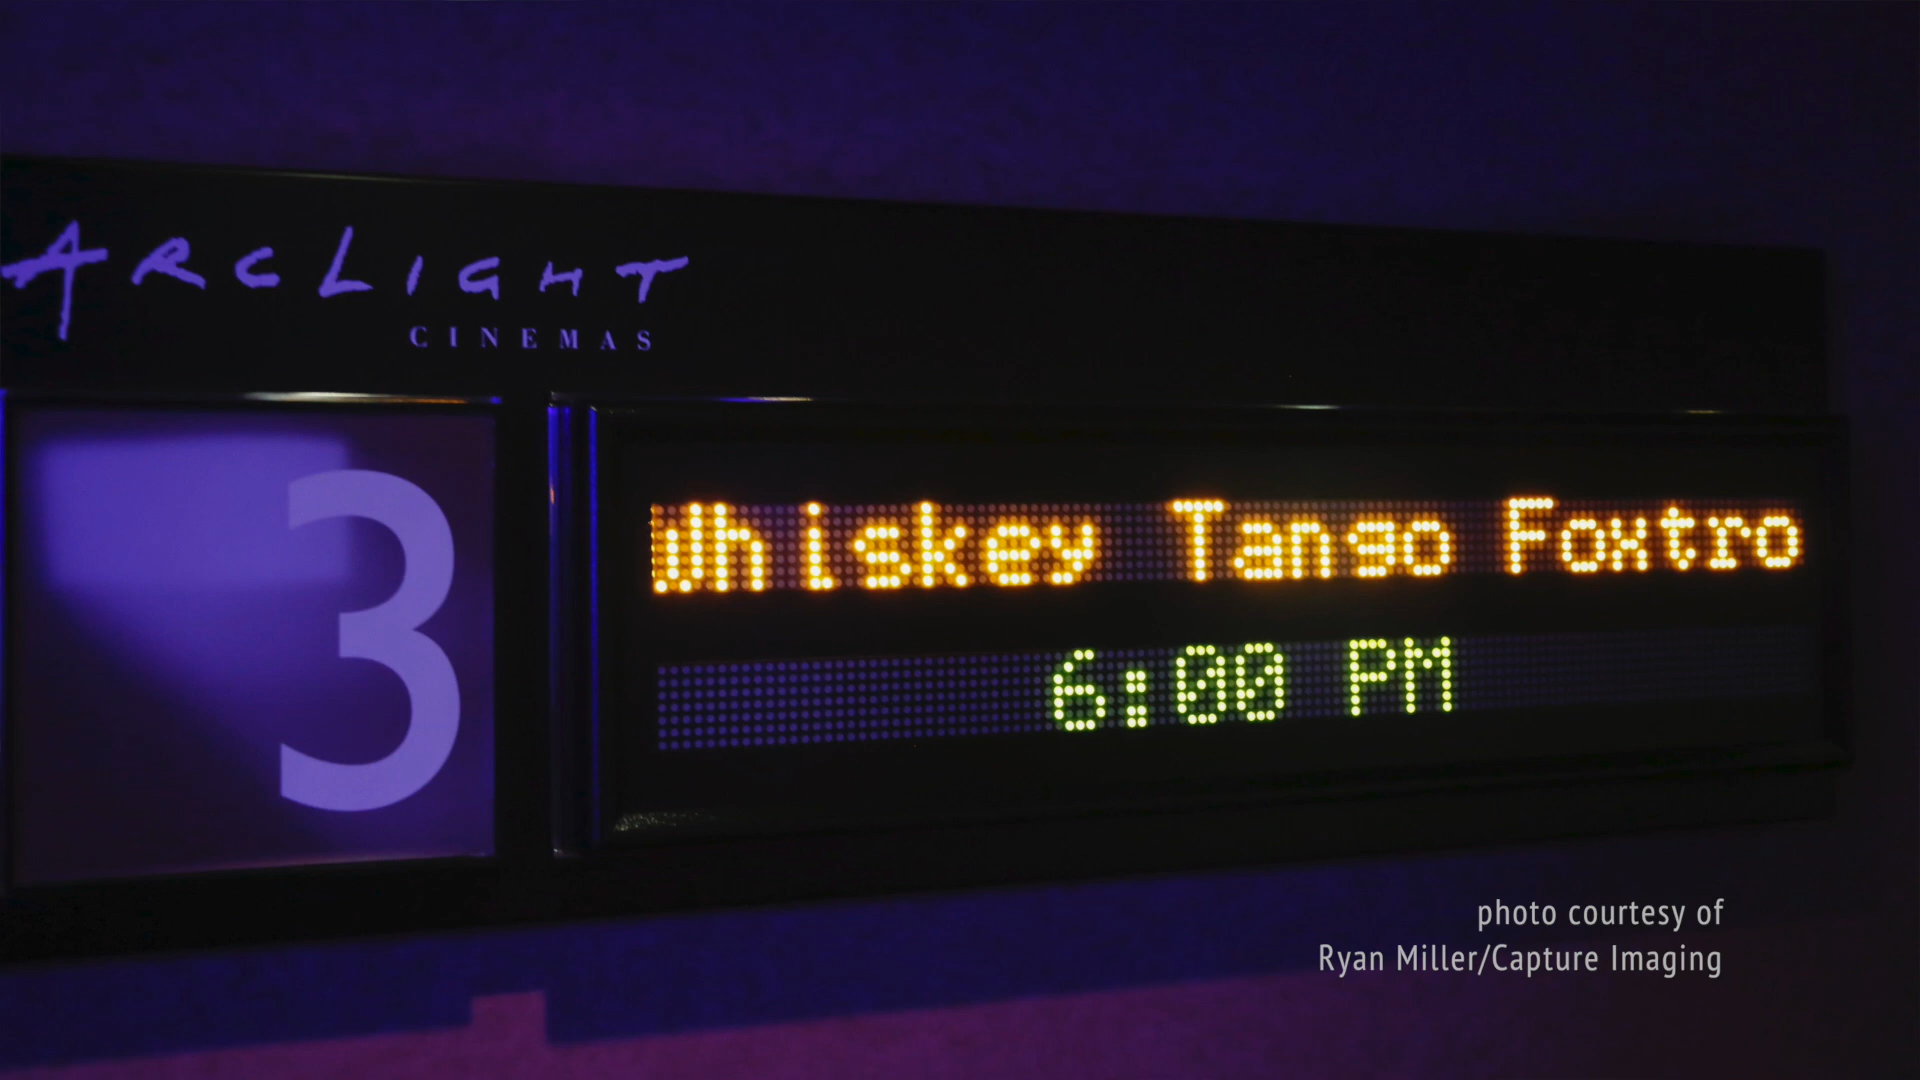 ARCLIGHT
CINEMAS
3
Whiskey Tango Foxtro
6:00 PM
photo courtesy of
Ryan Miller/Capture Imaging